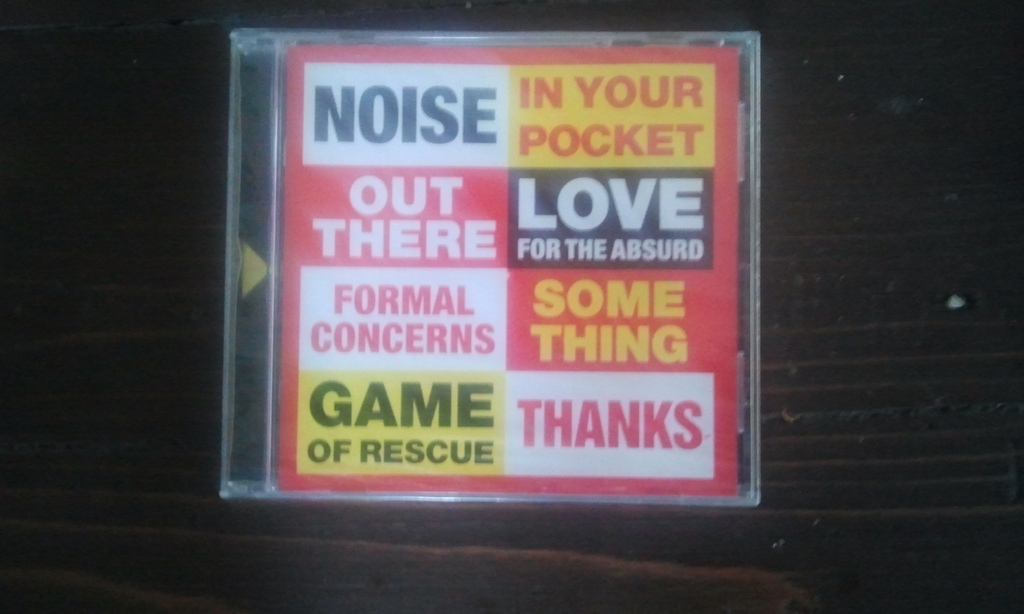 NOISE
IN YOUR
POCKET
OUT
THERE
LOVE
FOR THE ABSURD
FORMAL
CONCERNS
SOME
THING
GAME
OF RESCUE
THANKS